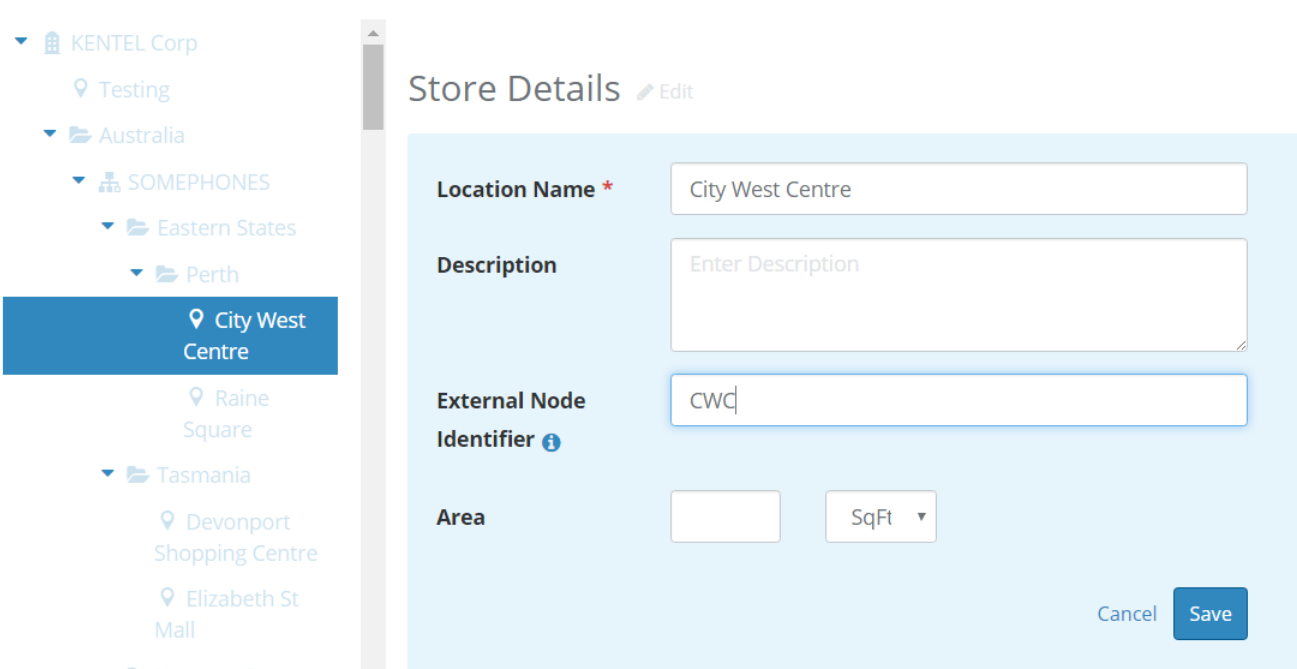 KENTEL Corp
Testing
Australia
SOMEPHONES
Eastern States
Perth
City West
Centre
Raine
Square
Tasmania
Devonport
Shopping Centre
Elizabeth St
Mall
Store Details Edit
Location Name * City West Centre
Description Enter Description
External Node CWC
Identifier
Area SqFt
Cancel Save